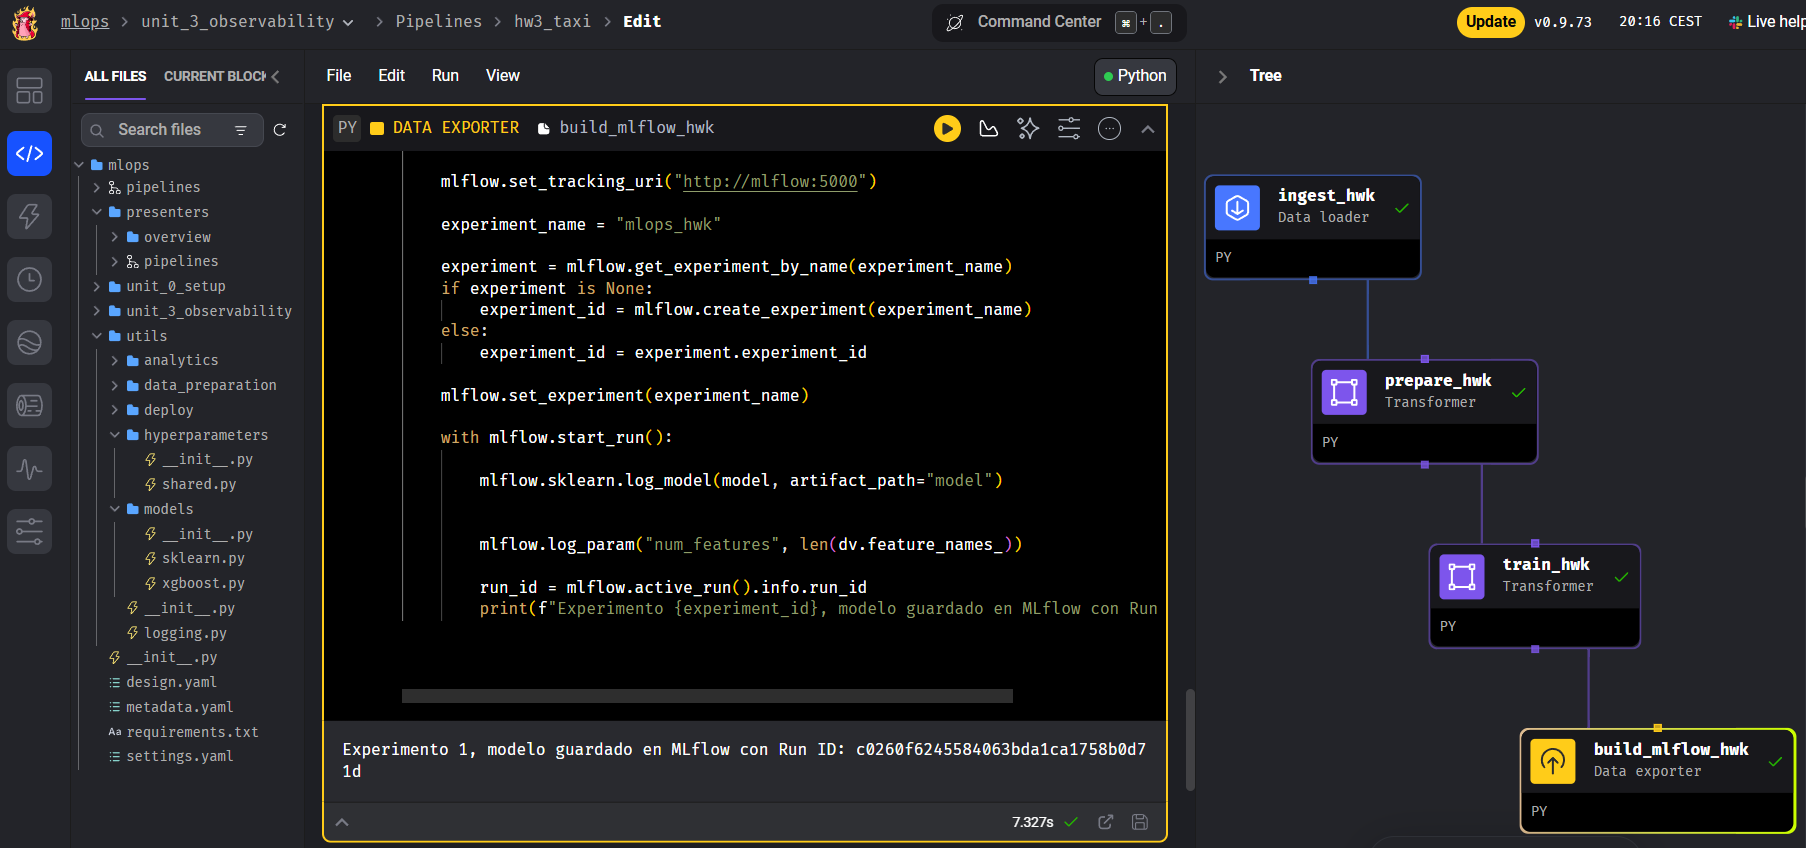 mlops > unit_3_observability > Pipelines > hw3_taxi > Edit
Command Center ⌘ + .
Update v0.9.73 20:16 CEST Live help
ALL FILES CURRENT BLOCK
Search files
mlops
pipelines
presenters
overview
pipelines
unit_0_setup
unit_3_observability
utils
analytics
data_preparation
deploy
hyperparameters
__init__.py
shared.py
models
__init__.py
sklearn.py
xgboost.py
__init__.py
logging.py
__init__.py
design.yaml
metadata.yaml
Aa requirements.txt
settings.yaml
File Edit Run View
Python
PY DATA EXPORTER build_mlflow_hwk
mlflow.set_tracking_uri("http://mlflow:5000")
experiment_name = "mlops_hwk"
experiment = mlflow.get_experiment_by_name(experiment_name)
if experiment is None:
experiment_id = mlflow.create_experiment(experiment_name)
else:
experiment_id = experiment.experiment_id
mlflow.set_experiment(experiment_name)
with mlflow.start_run():
mlflow.sklearn.log_model(model, artifact_path="model")
mlflow.log_param("num_features", len(dv.feature_names_))
run_id = mlflow.active_run().info.run_id
print(f"Experimento {experiment_id}, modelo guardado en MLflow con Run
Experimento 1, modelo guardado en MLflow con Run ID: c0260f6245584063bda1ca1758b0d7
1d
7.327s
Tree
ingest_hwk
Data loader
PY
prepare_hwk
Transformer
PY
train_hwk
Transformer
PY
build_mlflow_hwk
Data exporter
PY